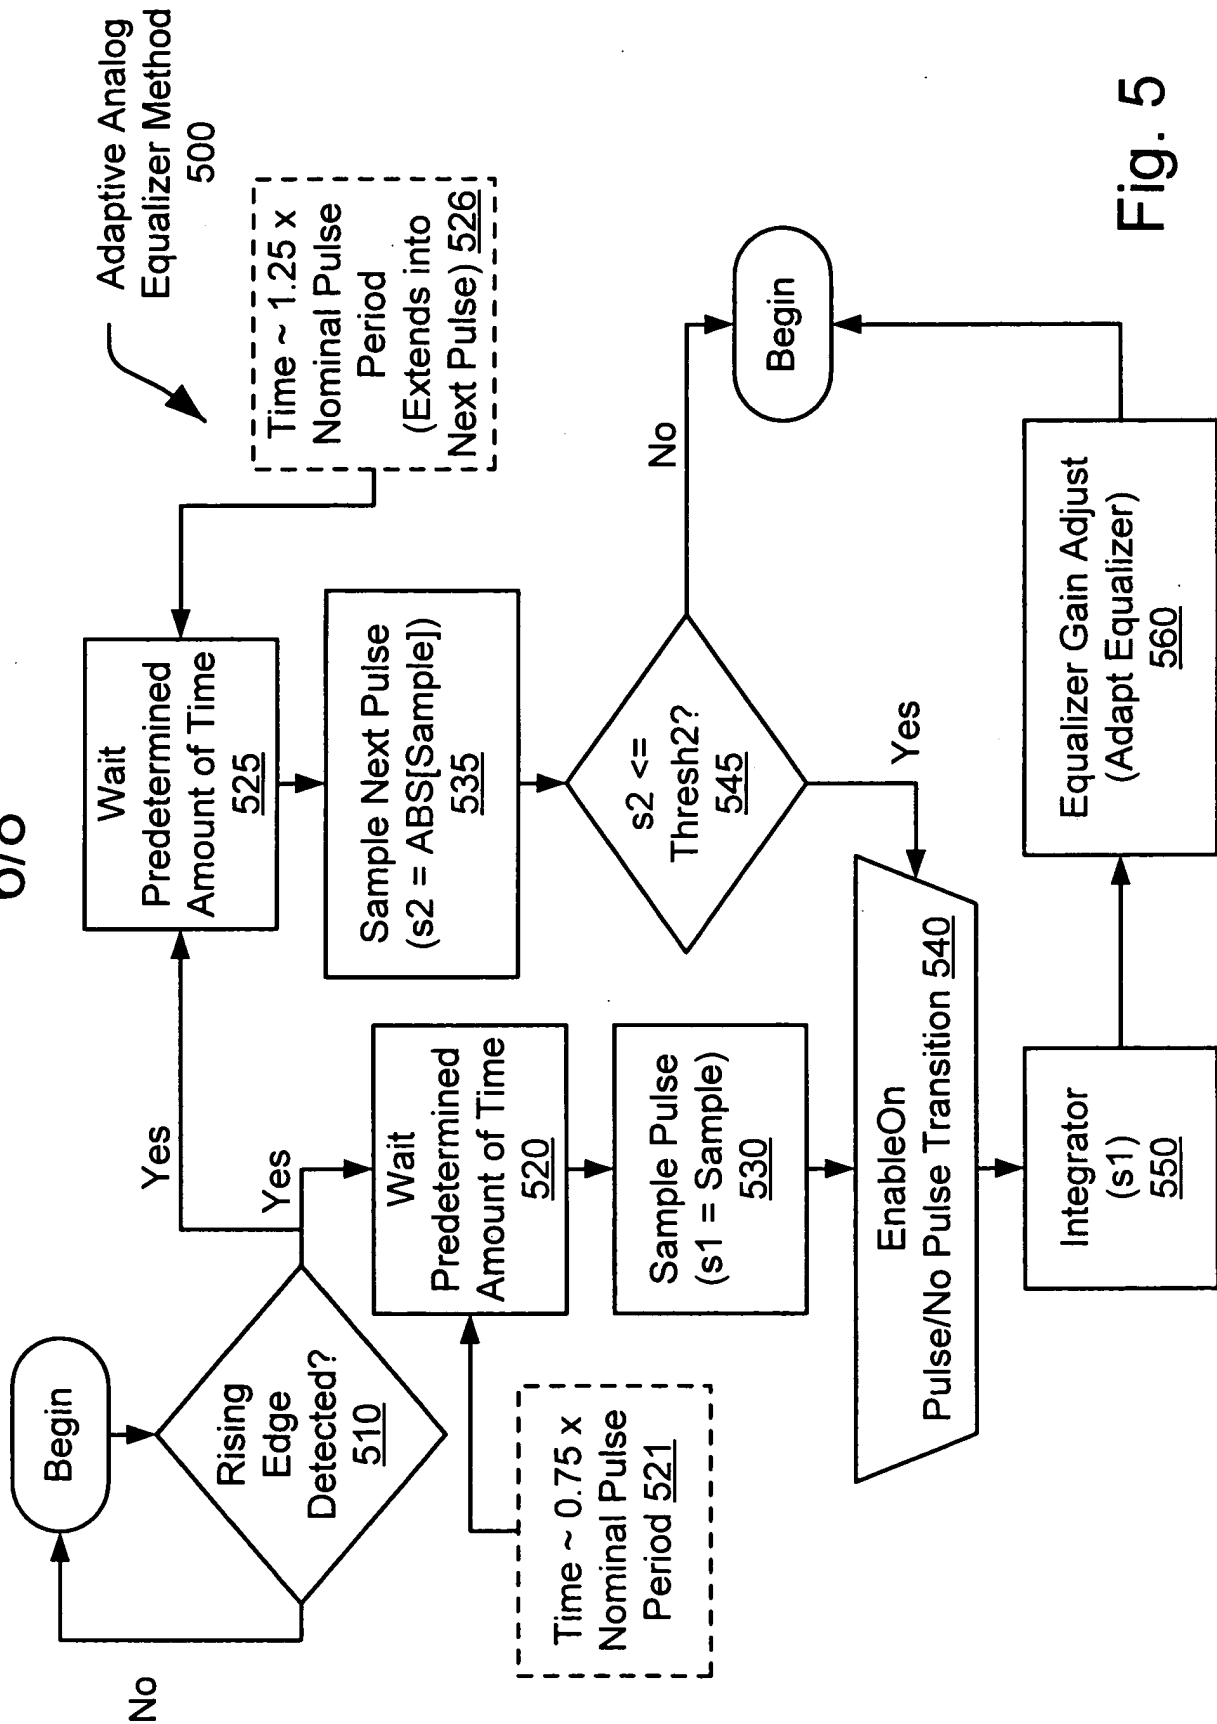 6/8
Adaptive Analog
Equalizer Method
500
Begin
No
Rising
Edge
Detected?
510
Yes
Yes
Wait
Predetermined
Amount of Time
525
Time ~ 1.25 x
Nominal Pulse
Period
(Extends into
Next Pulse) 526
Wait
Predetermined
Amount of Time
520
Time ~ 0.75 x
Nominal Pulse
Period 521
Sample Next Pulse
(s2 = ABS[Sample])
535
Sample Pulse
(s1 = Sample)
530
s2 <=
Thresh2?
545
No
Yes
Begin
EnableOn
Pulse/No Pulse Transition 540
Integrator
(s1)
550
Equalizer Gain Adjust
(Adapt Equalizer)
560
Fig. 5